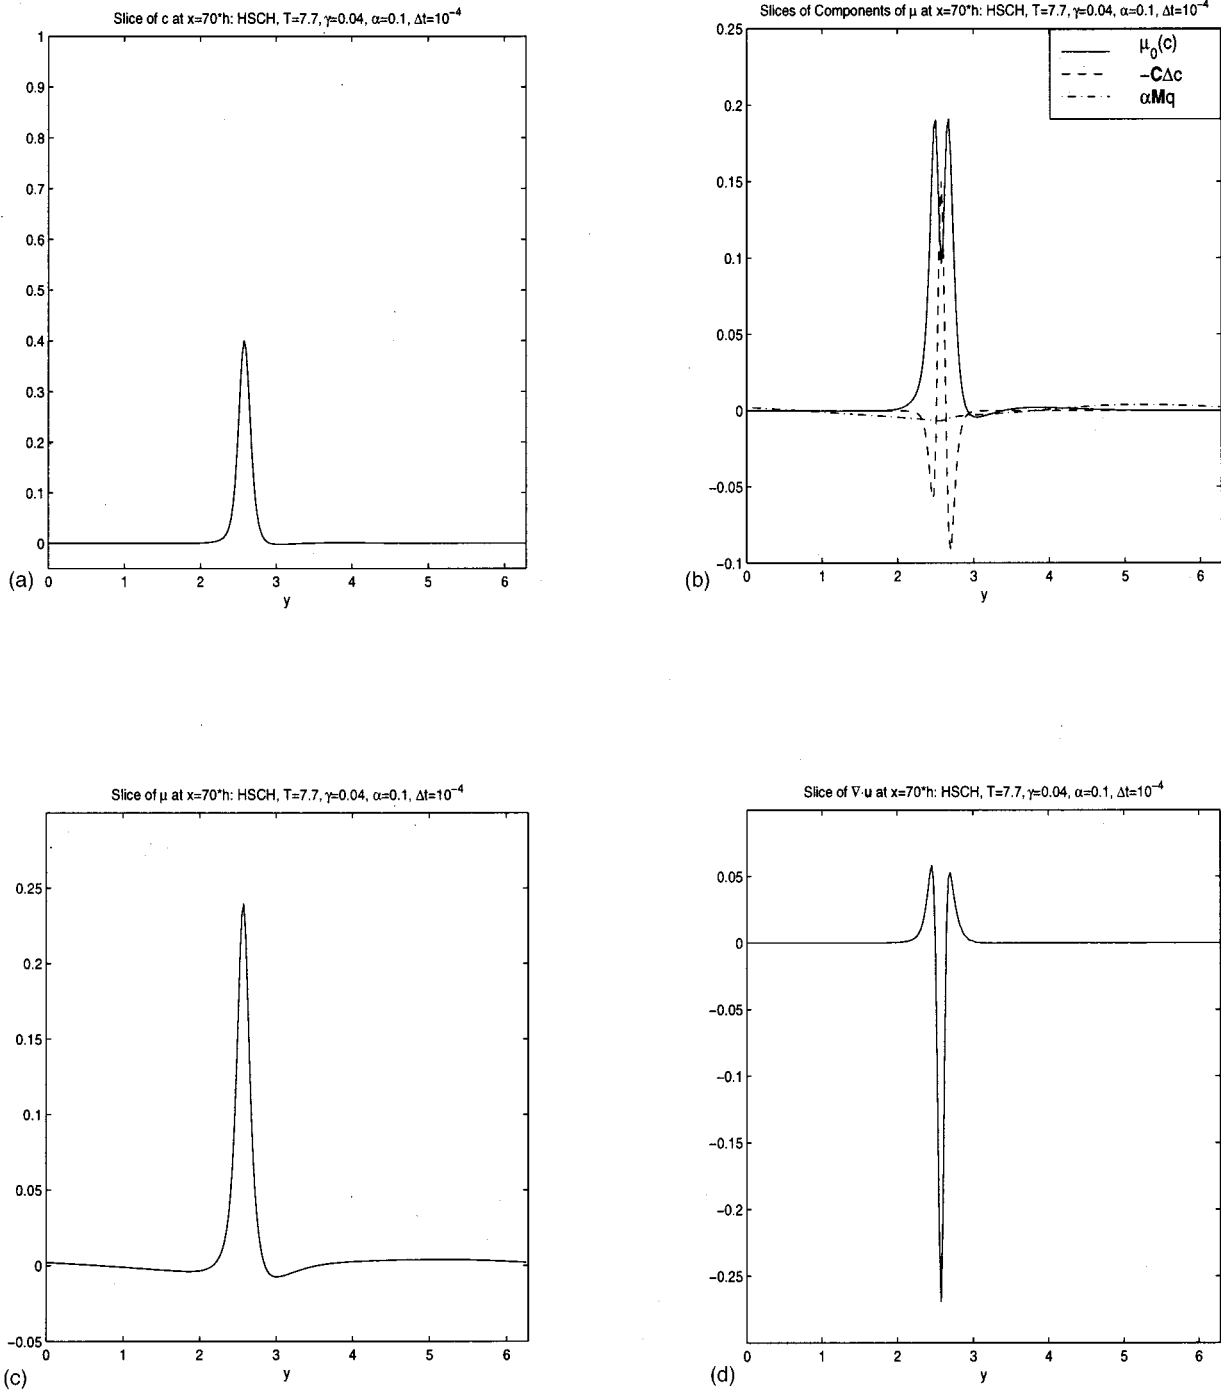 Slice of c at x=70*h: HSCH, T=7.7, γ=0.04, α=0.1, Δt=10⁻⁴
1
0.9
0.8
0.7
0.6
0.5
0.4
0.3
0.2
0.1
0
0 1 2 3 4 5 6
y
(a)
Slices of Components of μ at x=70*h: HSCH, T=7.7, γ=0.04, α=0.1, Δt=10⁻⁴
μ₀(c)
−CΔc
αMq
0.25
0.2
0.15
0.1
0.05
0
−0.05
−0.1
0 1 2 3 4 5 6
y
(b)
Slice of μ at x=70*h: HSCH, T=7.7, γ=0.04, α=0.1, Δt=10⁻⁴
0.25
0.2
0.15
0.1
0.05
0
−0.05
0 1 2 3 4 5 6
y
(c)
Slice of ∇·u at x=70*h: HSCH, T=7.7, γ=0.04, α=0.1, Δt=10⁻⁴
0.05
0
−0.05
−0.1
−0.15
−0.2
−0.25
0 1 2 3 4 5 6
y
(d)